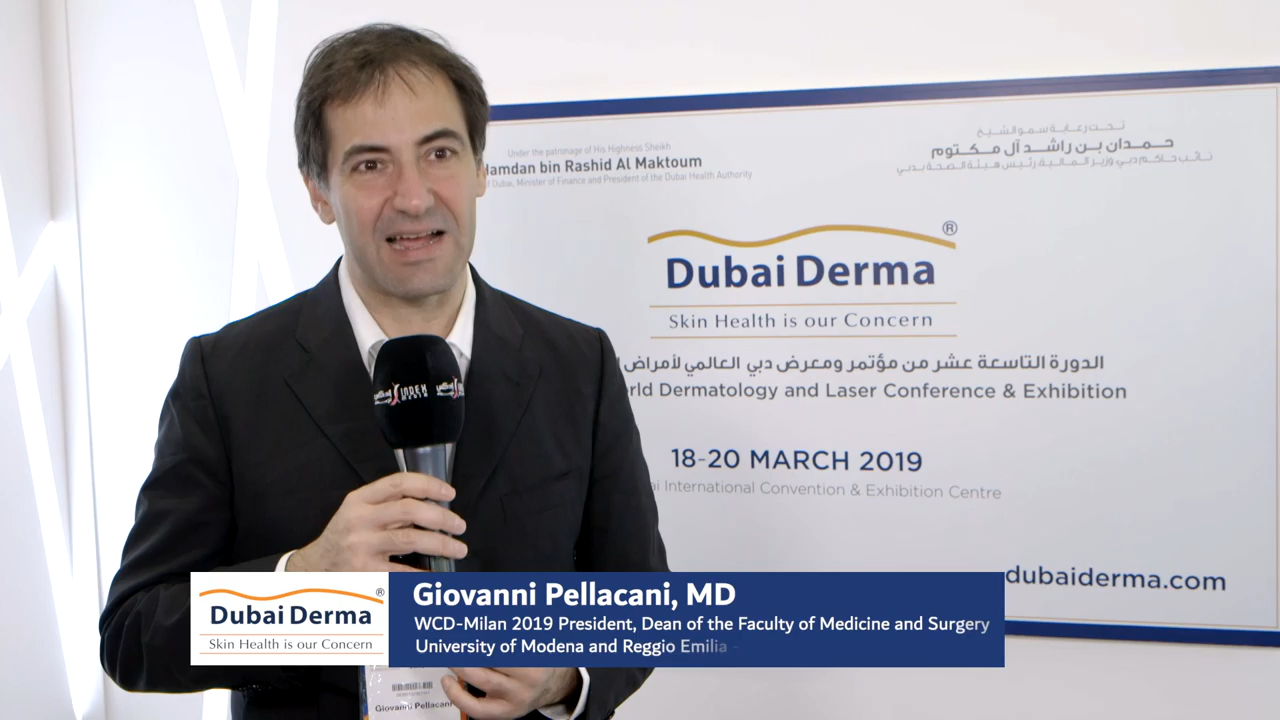 Under the patronage of His Highness Sheikh
Hamdan bin Rashid Al Maktoum
Dubai, Minister of Finance and President of the Dubai Health Authority
تحت رعاية سمو الشيخ
حمدان بن راشد آل مكتوم
نائب حاكم دبي وزير المالية رئيس هيئة الصحة بدبي
®
Dubai Derma
Skin Health is our Concern
الدورة التاسعة عشر من مؤتمر ومعرض دبي العالمي لأمراض
Dermatology and Laser Conference & Exhibition
18-20 MARCH 2019
International Convention & Exhibition Centre
dubaiderma.com
INDEX
MEDIA
®
Dubai Derma
Skin Health is our Concern
Giovanni Pellacani, MD
WCD-Milan 2019 President, Dean of the Faculty of Medicine and Surgery
University of Modena and Reggio Emilia -
Giovanni Pellacani